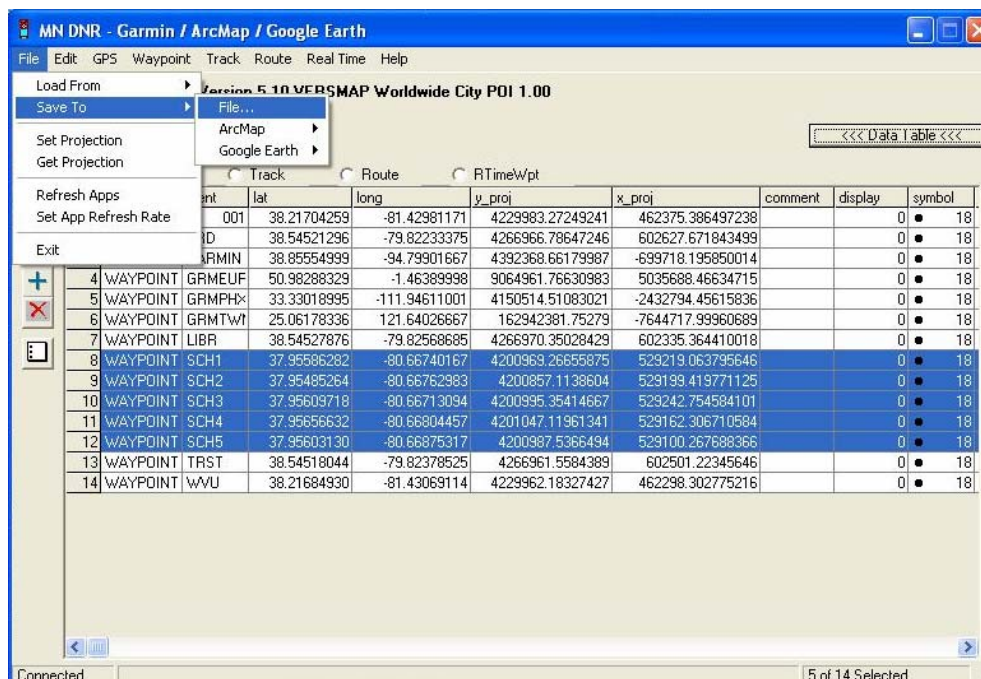 MN DNR - Garmin / ArcMap / Google Earth
File Edit GPS Waypoint Track Route Real Time Help
Load From
Version 5.10 VERSMAP Worldwide City POI 1.00
Save To File...
ArcMap
<<< Data Table <<<
Set Projection
Google Earth
Get Projection
Track Route RTimeWpt
Refresh Apps
lat long y_proj x_proj comment display symbol
Set App Refresh Rate
001 38.21704259 -81.42981171 4229983.27249241 462375.386497238 0 18
38.54521296 -79.82233375 4266966.78647246 602627.671843499 0 18
Exit
38.85554999 -94.79901667 4392368.66179987 -699718.195850014 0 18
4 WAYPOINT GRMEUF 50.98288329 -1.46389998 9064961.76630983 5035688.46634715 0 18
5 WAYPOINT GRMPHX 33.33018995 -111.94611001 4150514.51083021 -2432794.45615836 0 18
6 WAYPOINT GRMTW 25.06178336 121.64026667 162942381.75279 -7644717.99960689 0 18
7 WAYPOINT LIBR 38.54527876 -79.82568685 4266970.35028429 602335.364410018 0 18
8 WAYPOINT SCH1 37.95586282 -80.66740167 4200969.26655875 529219.063795646 0 18
9 WAYPOINT SCH2 37.95485264 -80.66762983 4200857.1138604 529199.419771125 0 18
10 WAYPOINT SCH3 37.95609718 -80.66713094 4200995.35414667 529242.754584101 0 18
11 WAYPOINT SCH4 37.95656632 -80.66804457 4201047.11961341 529162.306710584 0 18
12 WAYPOINT SCH5 37.95603130 -80.66875317 4200987.5366494 529100.267688366 0 18
13 WAYPOINT TRST 38.54518044 -79.82378525 4266961.5584389 602501.22345646 0 18
14 WAYPOINT WVU 38.21684930 -81.43069114 4229962.18327427 462298.302775216 0 18
Connected 5 of 14 Selected